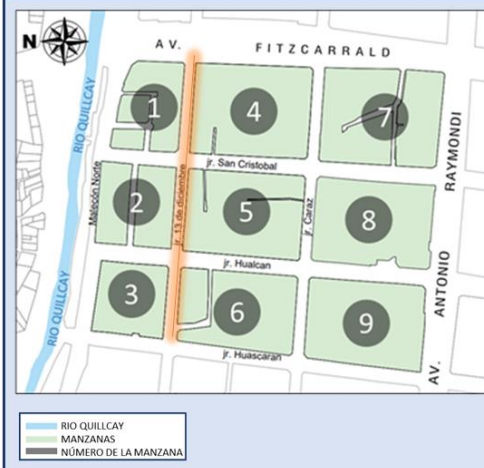 N
AV. FITZCARRALD
RIO QUILLCAY
1
4
7
jr. San Cristobal
Malecón Norte
jr. 13 de diciembre
2
5
jr. Caraz
8
RAYMONDI
jr. Hualcan
3
6
9
ANTONIO
RIO QUILLCAY
jr. Huascaran
AV.
RIO QUILLCAY
MANZANAS
NÚMERO DE LA MANZANA